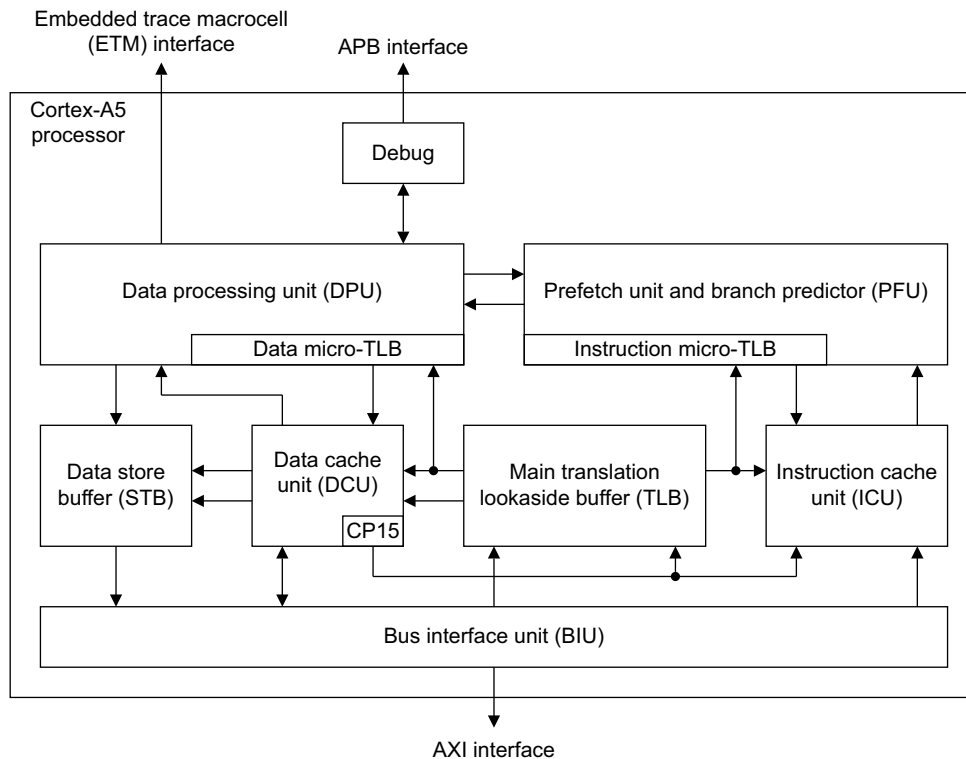 Embedded trace macrocell
(ETM) interface
APB interface
Cortex-A5
processor
Debug
Data processing unit (DPU)
Prefetch unit and branch predictor (PFU)
Data micro-TLB
Instruction micro-TLB
Data store
buffer (STB)
Data cache
unit (DCU)
CP15
Main translation
lookaside buffer (TLB)
Instruction cache
unit (ICU)
Bus interface unit (BIU)
AXI interface